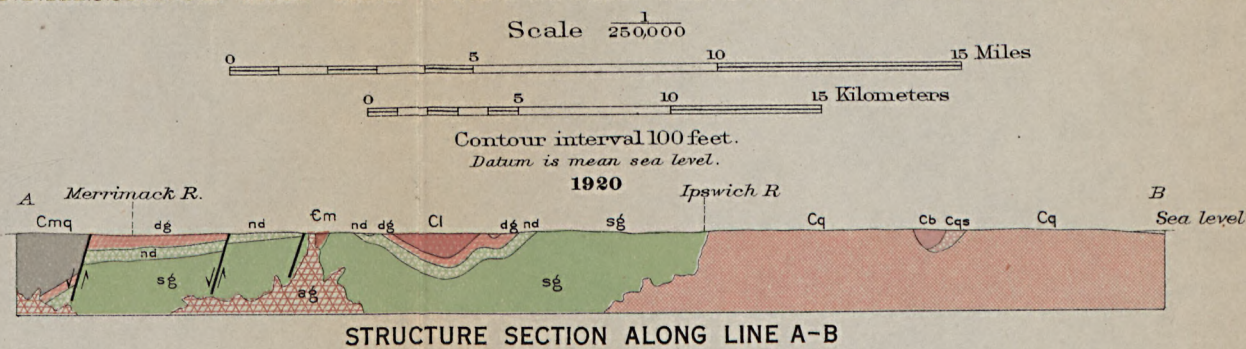 Scale 1/250,000
0 5 10 15 Miles
0 5 10 15 Kilometers
Contour interval 100 feet.
Datum is mean sea level.
1920
A Merrimack R. Ipswich R B
Cmq dg nd Єm nd dg Cl dg nd sg Cq Cb Cqs Cq Sea level
nd
sg ag sg
STRUCTURE SECTION ALONG LINE A-B